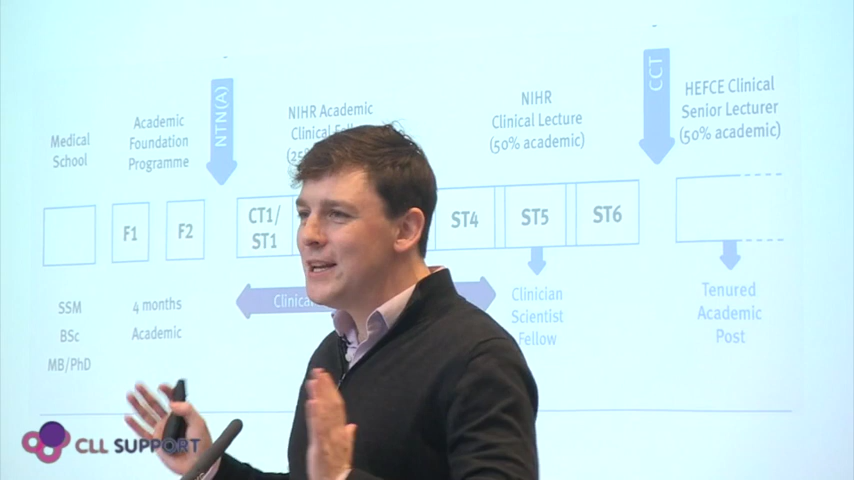 NTN(A)
CCT
Medical
School
Academic
Foundation
Programme
NIHR Academic
Clinical
NIHR
Clinical Lecture
(50% academic)
HEFCE Clinical
Senior Lecturer
(50% academic)
F1
F2
CT1/
ST1
ST4
ST5
ST6
SSM
BSc
MB/PhD
4 months
Academic
Clinician
Scientist
Fellow
Tenured
Academic
Post
CLL SUPPORT